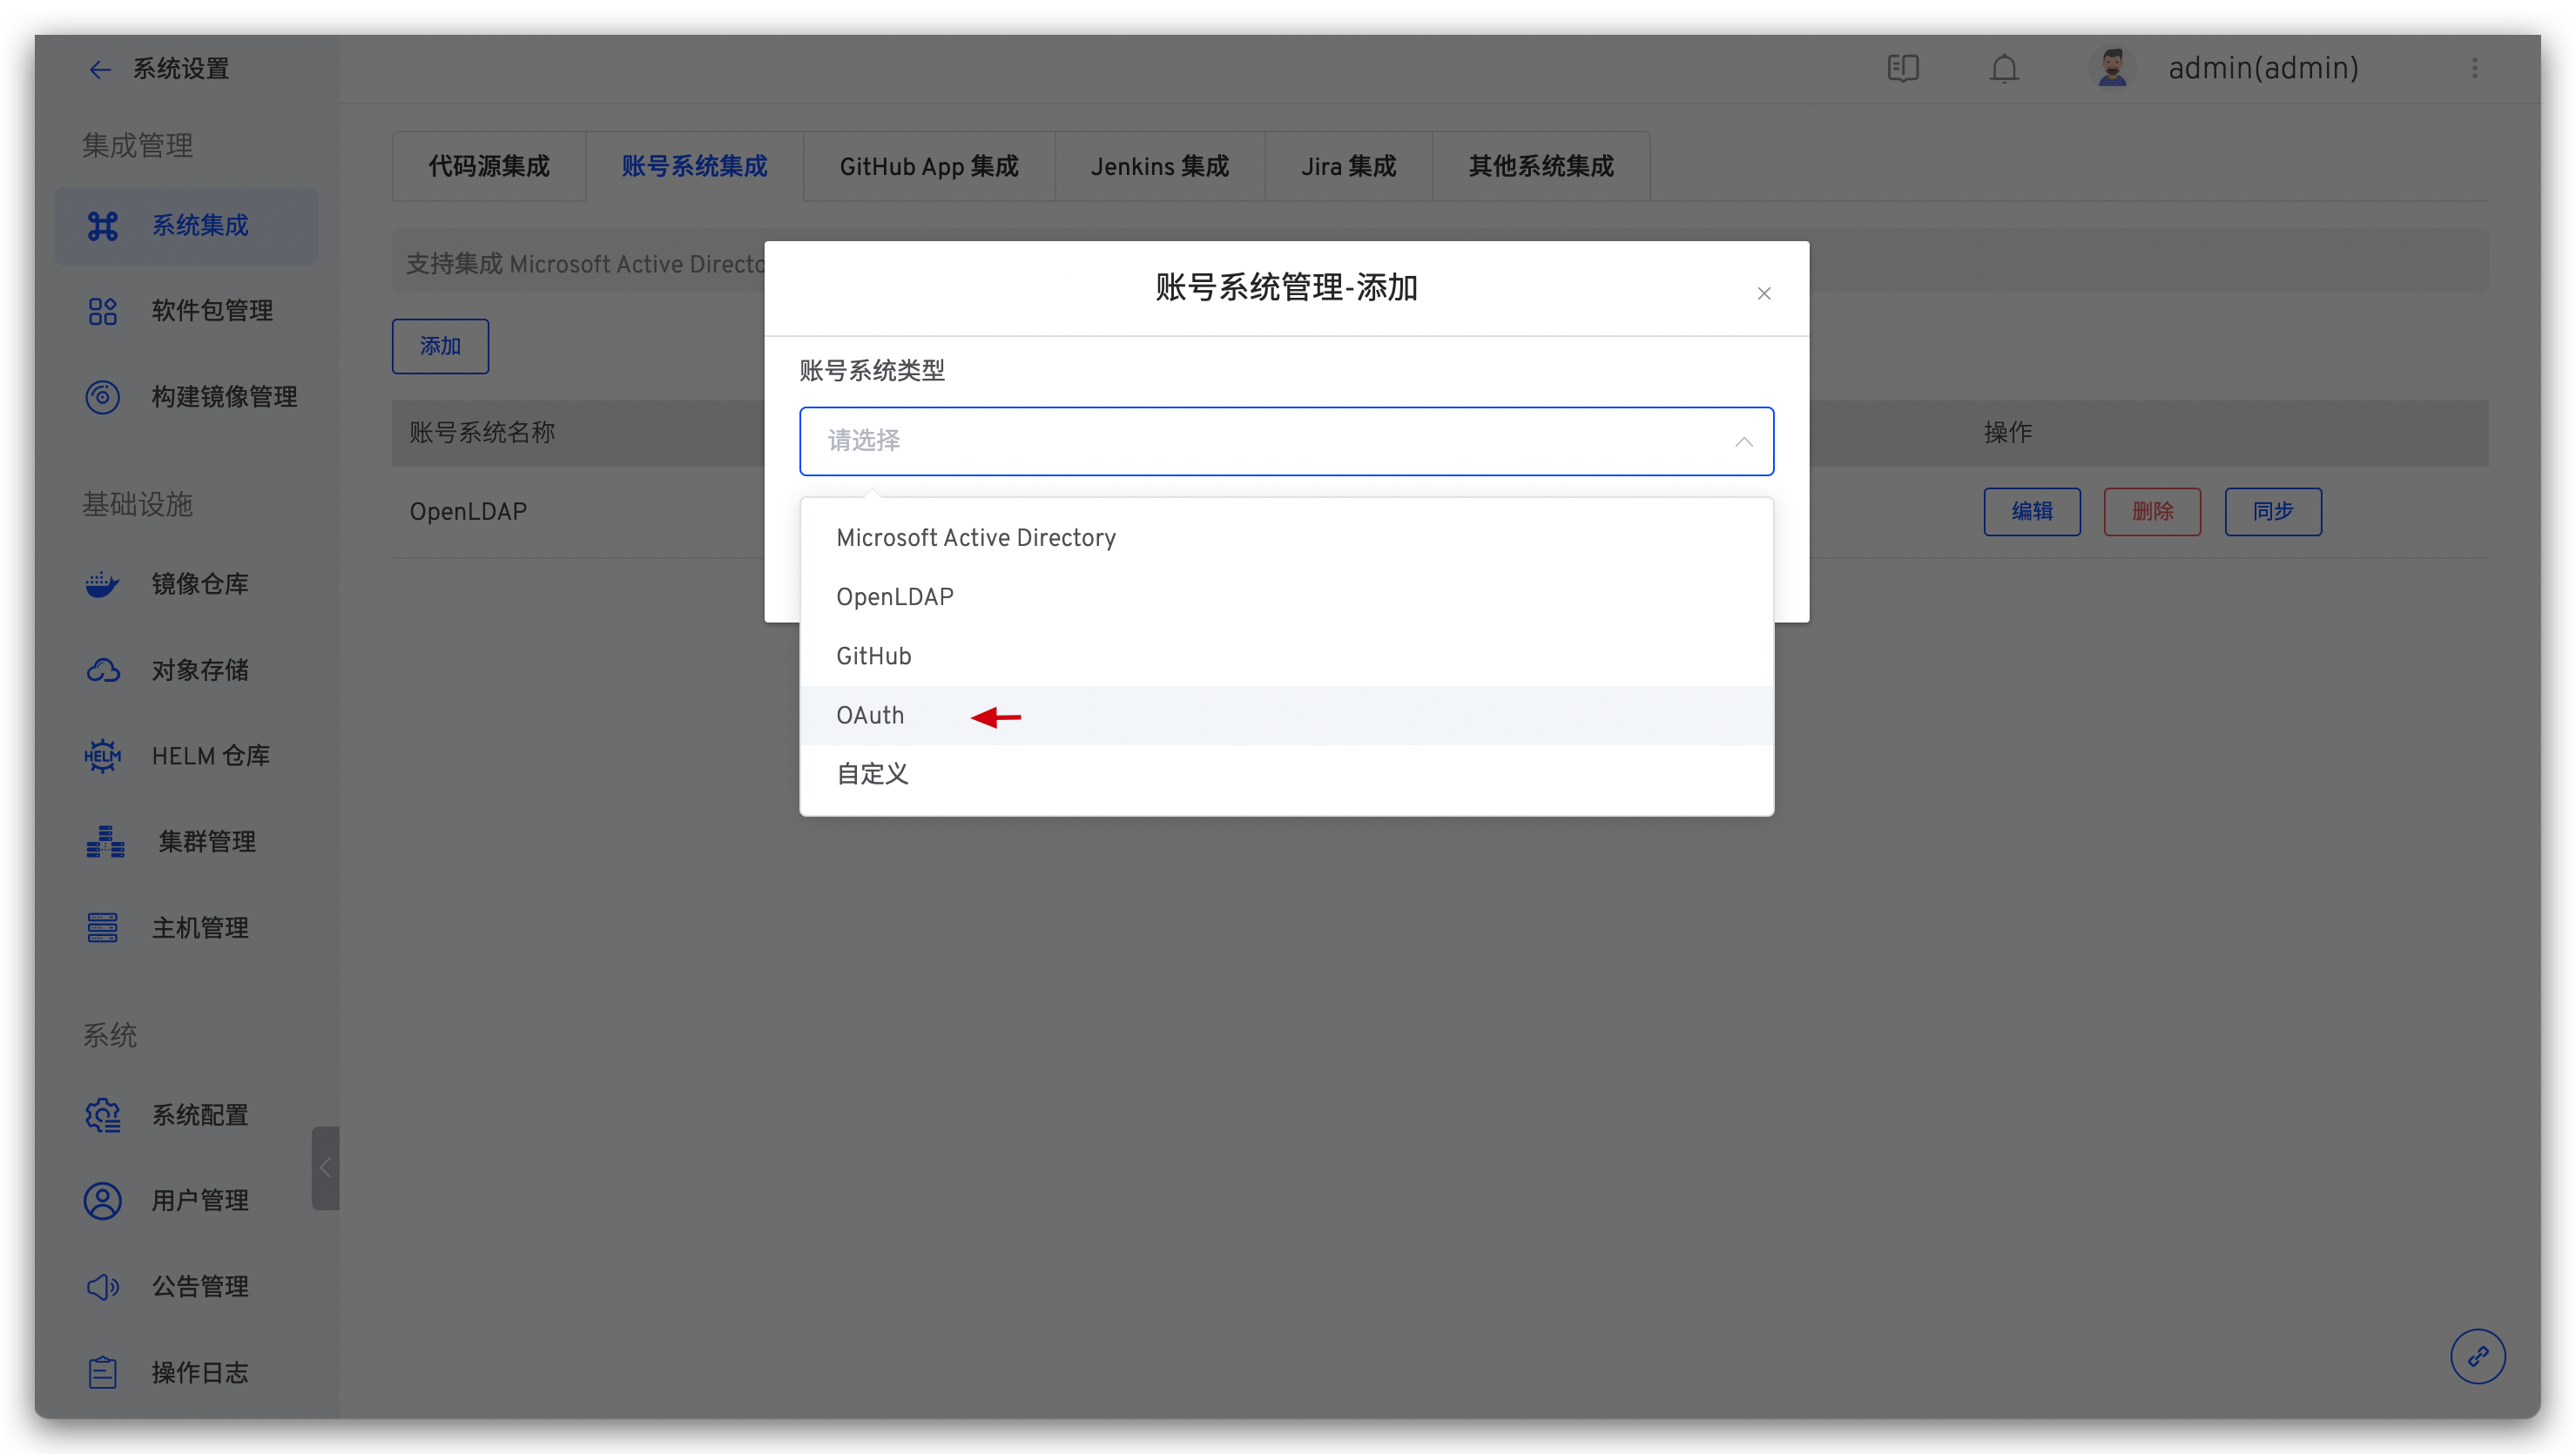 系统设置
admin(admin)
集成管理
系统集成
软件包管理
构建镜像管理
基础设施
镜像仓库
对象存储
HELM
HELM 仓库
集群管理
主机管理
系统
系统配置
用户管理
公告管理
操作日志
代码源集成
账号系统集成
GitHub App 集成
Jenkins 集成
Jira 集成
其他系统集成
支持集成 Microsoft Active Directo
添加
账号系统名称
操作
OpenLDAP
编辑
删除
同步
账号系统管理-添加
账号系统类型
请选择
Microsoft Active Directory
OpenLDAP
GitHub
OAuth
自定义